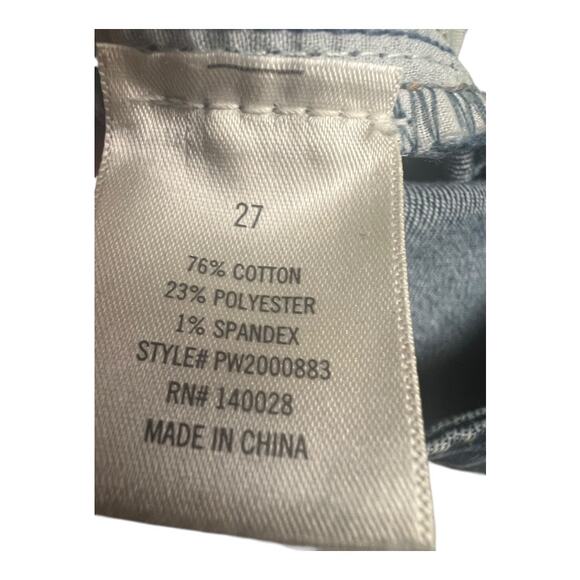 27
76% COTTON
23% POLYESTER
1% SPANDEX
STYLE# PW2000883
RN# 140028
MADE IN CHINA